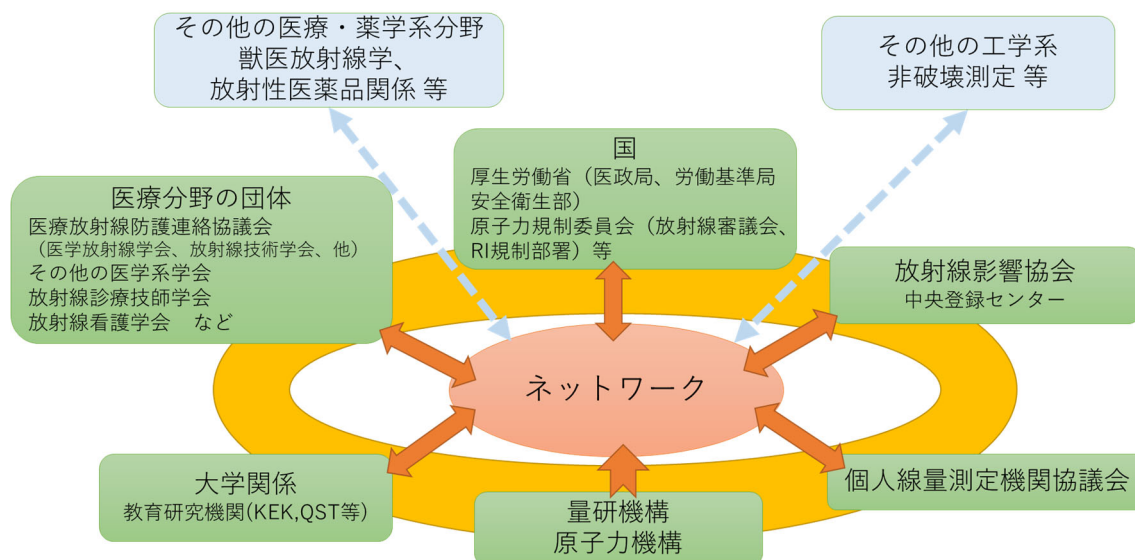 その他の医療・薬学系分野
獣医放射線学、
放射性医薬品関係 等
その他の工学系
非破壊測定 等
国
厚生労働省（医政局、労働基準局
安全衛生部）
原子力規制委員会（放射線審議会、
RI規制部署）等
医療分野の団体
医療放射線防護連絡協議会
（医学放射線学会、放射線技術学会、他）
その他の医学系学会
放射線診療技師学会
放射線看護学会　など
放射線影響協会
中央登録センター
ネットワーク
大学関係
教育研究機関(KEK,QST等)
量研機構
原子力機構
個人線量測定機関協議会